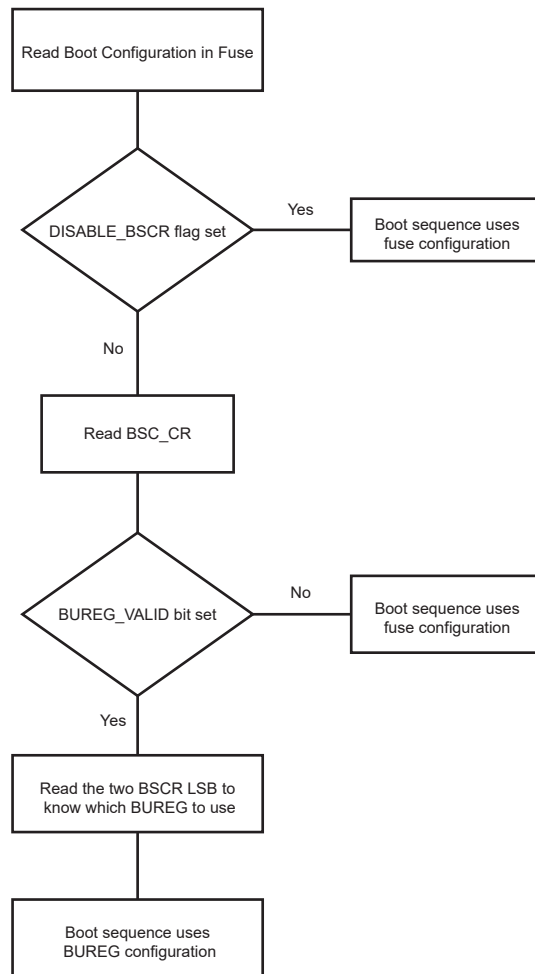 Read Boot Configuration in Fuse
DISABLE_BSCR flag set
Yes
Boot sequence uses
fuse configuration
No
Read BSC_CR
BUREG_VALID bit set
No
Boot sequence uses
fuse configuration
Yes
Read the two BSCR LSB to
know which BUREG to use
Boot sequence uses
BUREG configuration